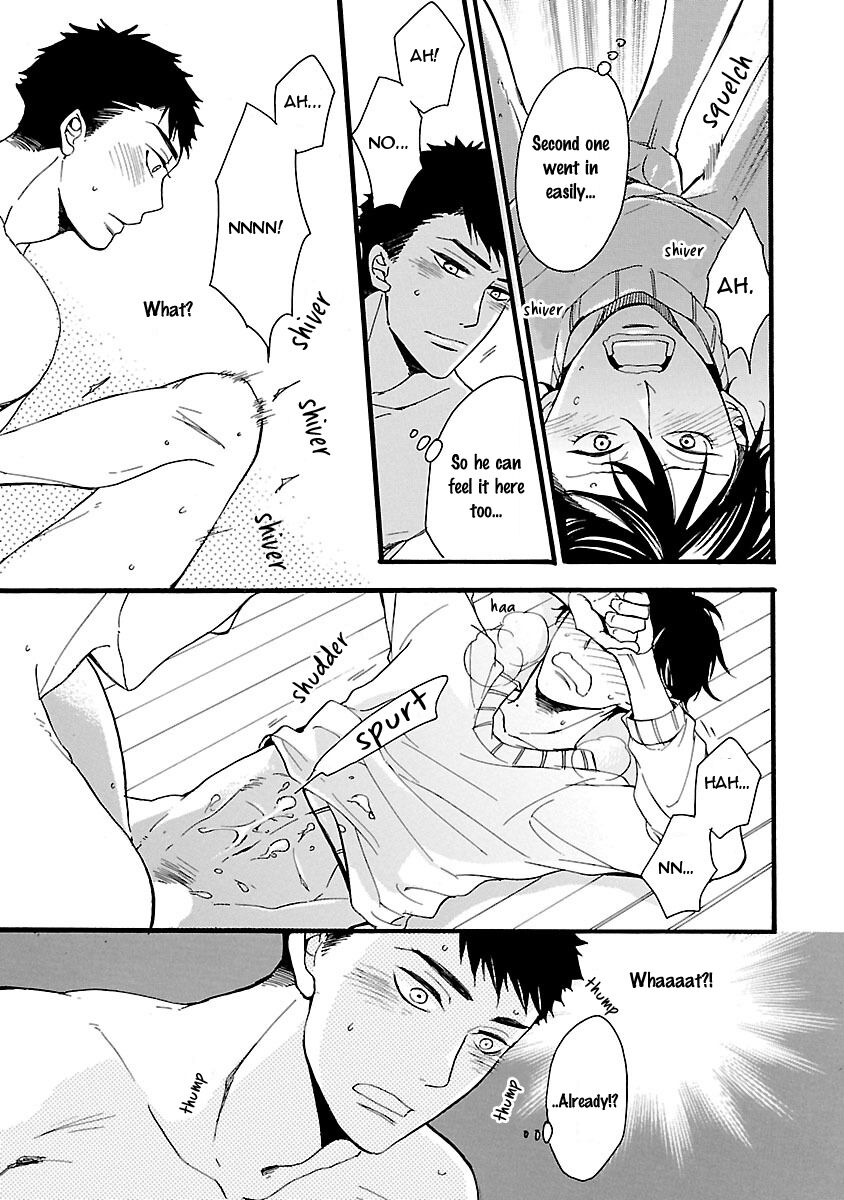 squelch
Second one
went in
easily...
shiver
AH.
shiver
AH!
NO...
So he can
feel it here
too...
AH...
NNNN!
What?
shiver
shiver
shiver
haa
shudder
spurt
HAH...
NN...
Whaaaat?!
thump
..Already!?
thump
thump